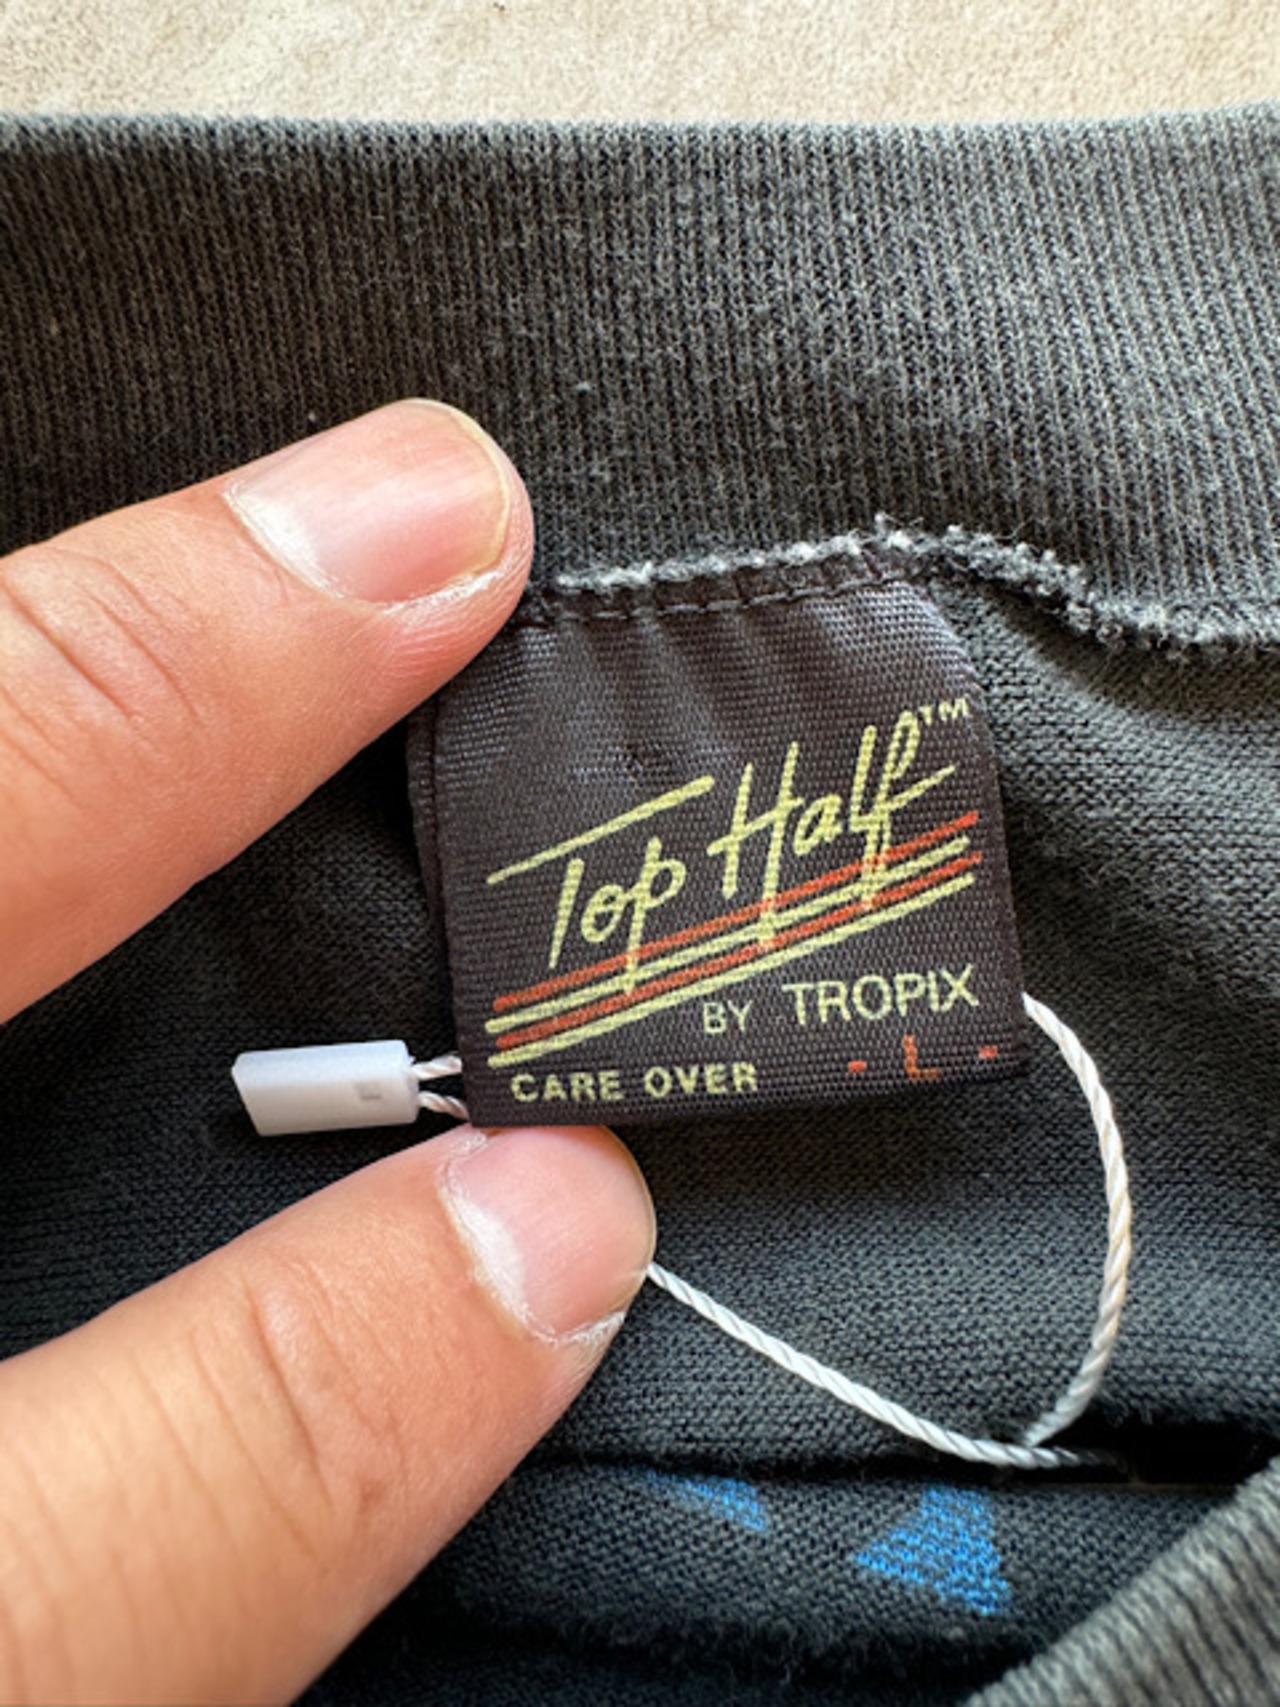 Top Half™
BY TROPIX
CARE OVER - L -